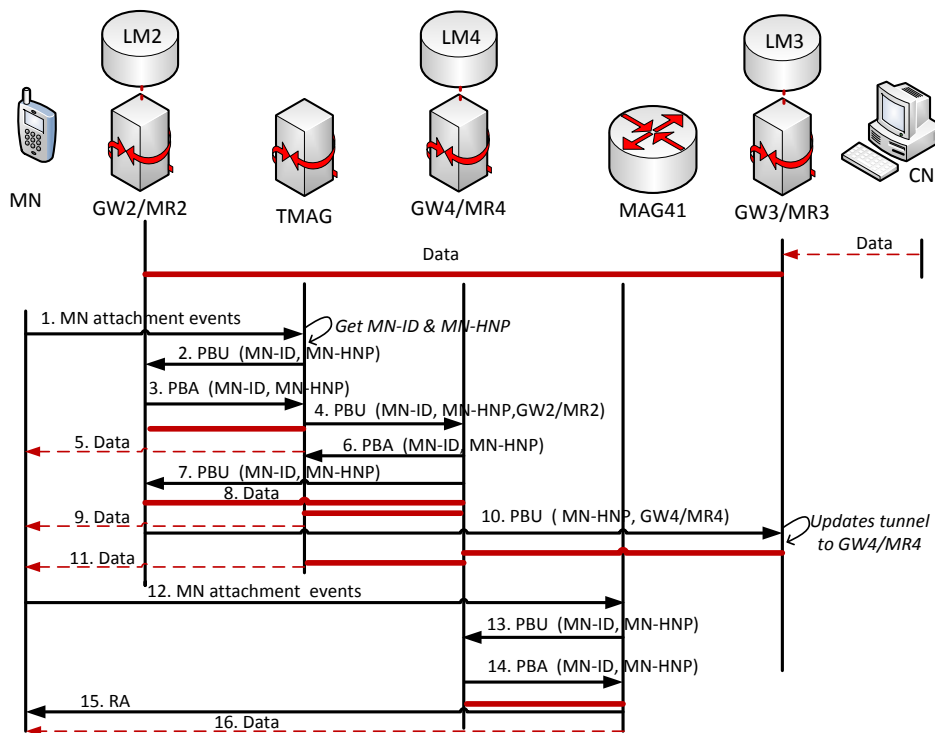 LM2
LM4
LM3
MN
GW2/MR2
TMAG
GW4/MR4
MAG41
GW3/MR3
CN
Data
Data
1. MN attachment events
Get MN-ID & MN-HNP
2. PBU (MN-ID, MN-HNP)
3. PBA (MN-ID, MN-HNP)
4. PBU (MN-ID, MN-HNP,GW2/MR2)
5. Data
6. PBA (MN-ID, MN-HNP)
7. PBU (MN-ID, MN-HNP)
8. Data
9. Data
10. PBU ( MN-HNP, GW4/MR4)
Updates tunnel
to GW4/MR4
11. Data
12. MN attachment events
13. PBU (MN-ID, MN-HNP)
14. PBA (MN-ID, MN-HNP)
15. RA
16. Data